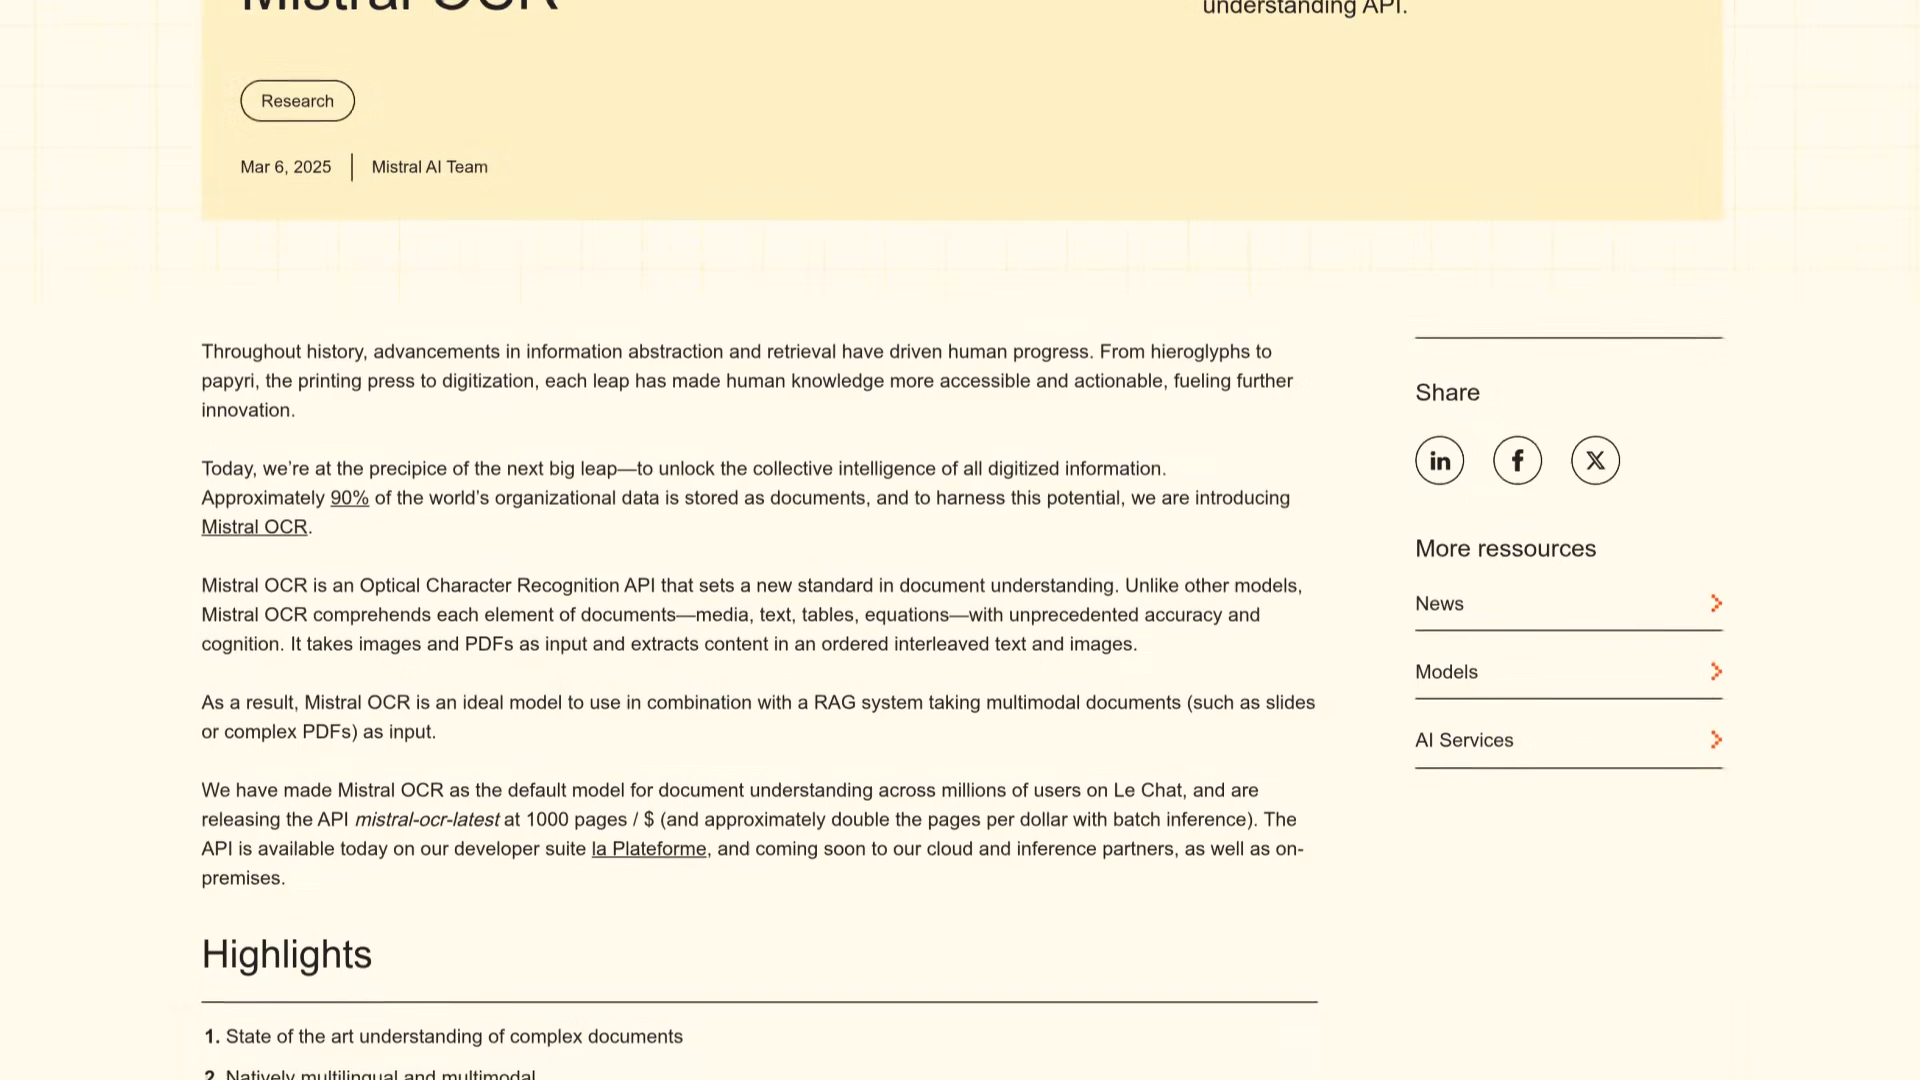 Mistral OCR
understanding API.
Research
Mar 6, 2025
Mistral AI Team
Throughout history, advancements in information abstraction and retrieval have driven human progress. From hieroglyphs to
papyri, the printing press to digitization, each leap has made human knowledge more accessible and actionable, fueling further
innovation.
Today, we’re at the precipice of the next big leap—to unlock the collective intelligence of all digitized information.
Approximately 90% of the world’s organizational data is stored as documents, and to harness this potential, we are introducing
Mistral OCR.
Mistral OCR is an Optical Character Recognition API that sets a new standard in document understanding. Unlike other models,
Mistral OCR comprehends each element of documents—media, text, tables, equations—with unprecedented accuracy and
cognition. It takes images and PDFs as input and extracts content in an ordered interleaved text and images.
As a result, Mistral OCR is an ideal model to use in combination with a RAG system taking multimodal documents (such as slides
or complex PDFs) as input.
We have made Mistral OCR as the default model for document understanding across millions of users on Le Chat, and are
releasing the API mistral-ocr-latest at 1000 pages / $ (and approximately double the pages per dollar with batch inference). The
API is available today on our developer suite la Plateforme, and coming soon to our cloud and inference partners, as well as on-
premises.
Highlights
1. State of the art understanding of complex documents
2. Natively multilingual and multimodal
Share
in
f
X
More ressources
News
Models
AI Services